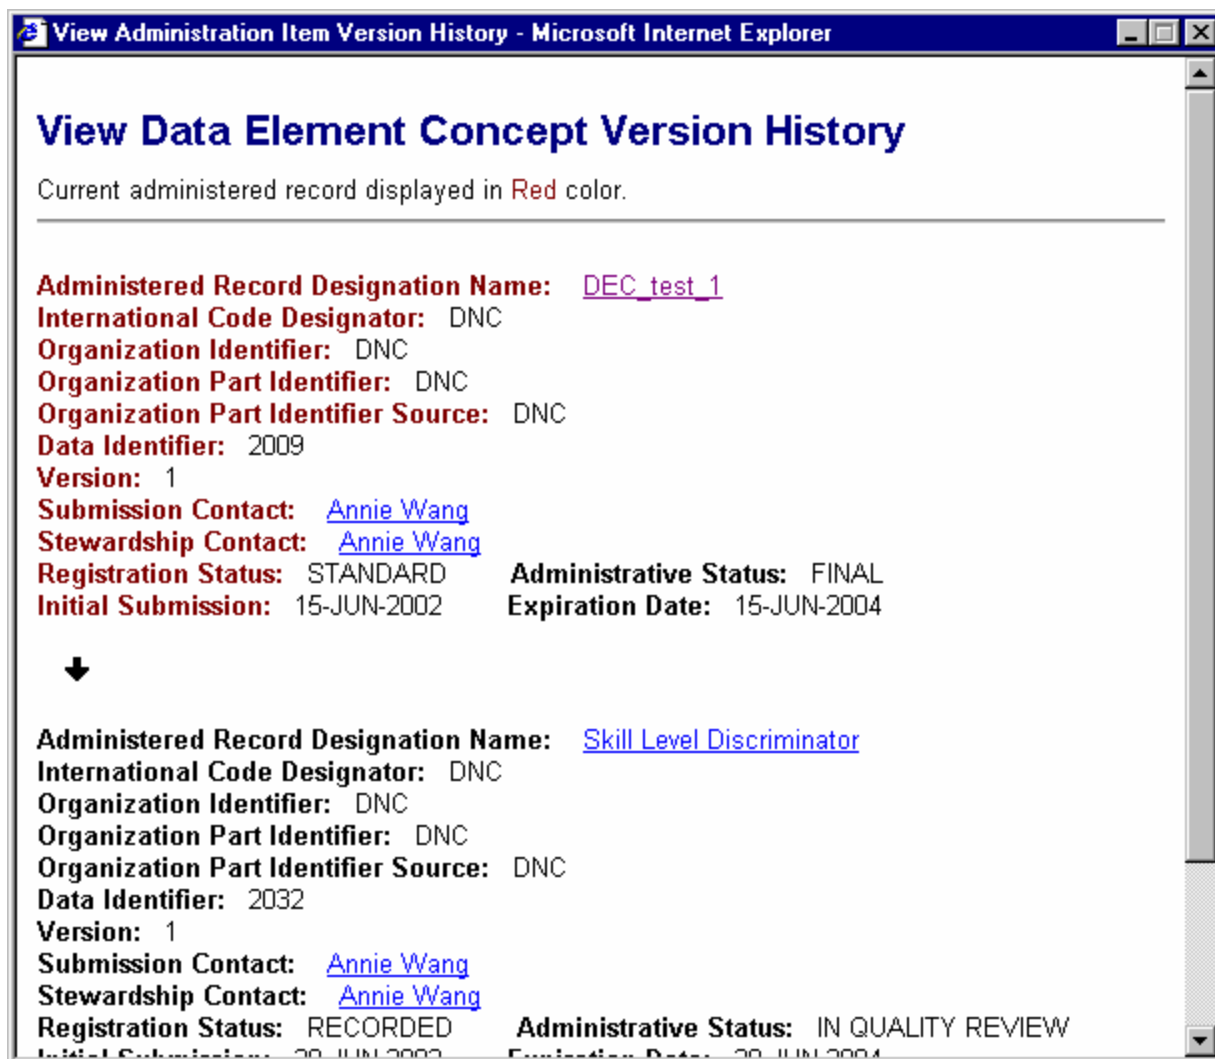 View Administration Item Version History - Microsoft Internet Explorer
View Data Element Concept Version History
Current administered record displayed in Red color.
Administered Record Designation Name: DEC_test_1
International Code Designator: DNC
Organization Identifier: DNC
Organization Part Identifier: DNC
Organization Part Identifier Source: DNC
Data Identifier: 2009
Version: 1
Submission Contact: Annie Wang
Stewardship Contact: Annie Wang
Registration Status: STANDARD Administrative Status: FINAL
Initial Submission: 15-JUN-2002 Expiration Date: 15-JUN-2004
Administered Record Designation Name: Skill Level Discriminator
International Code Designator: DNC
Organization Identifier: DNC
Organization Part Identifier: DNC
Organization Part Identifier Source: DNC
Data Identifier: 2032
Version: 1
Submission Contact: Annie Wang
Stewardship Contact: Annie Wang
Registration Status: RECORDED Administrative Status: IN QUALITY REVIEW
Initial Submission: Expiration Date: